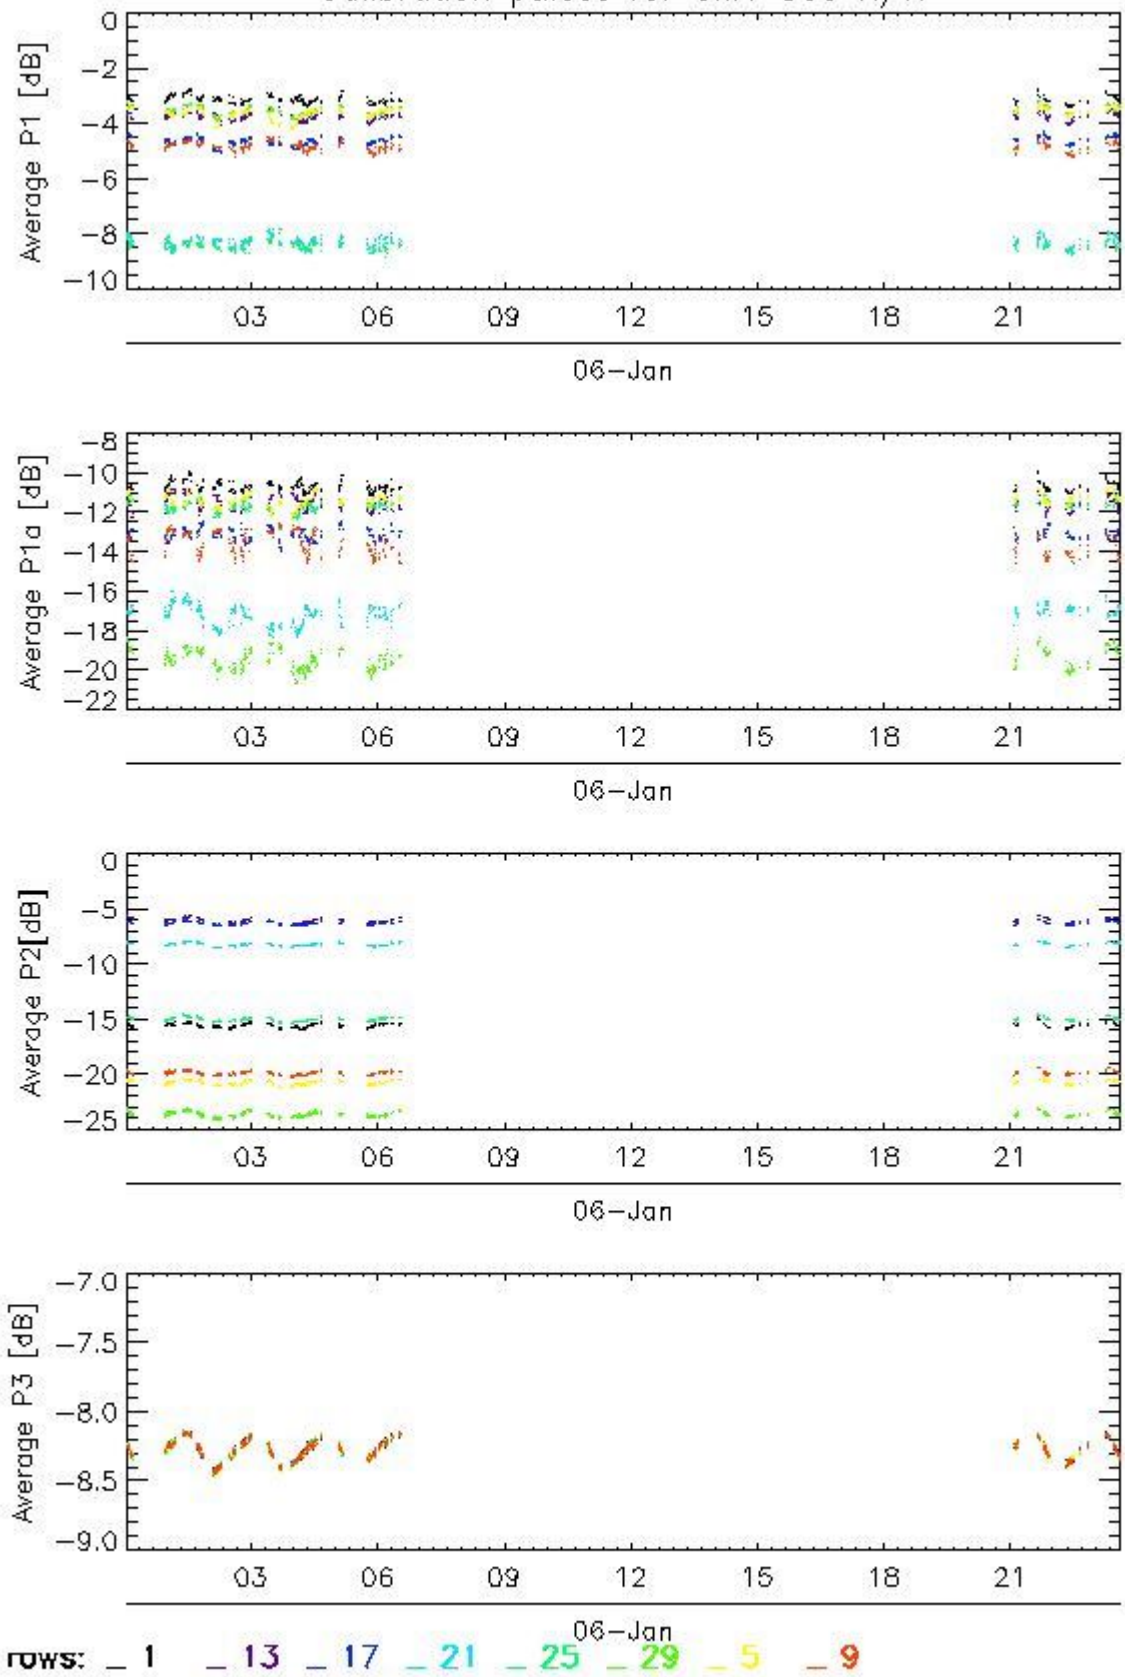 0
-2
-4
-6
-8
-10
Average P1 [dB]
03 06 09 12 15 18 21
06-Jan
-8
-10
-12
-14
-16
-18
-20
-22
Average P1a [dB]
03 06 09 12 15 18 21
06-Jan
0
-5
-10
-15
-20
-25
Average P2[dB]
03 06 09 12 15 18 21
06-Jan
-7.0
-7.5
-8.0
-8.5
-9.0
Average P3 [dB]
03 06 09 12 15 18 21
06-Jan
rows: _ 1 _ 13 _ 17 _ 21 _ 25 _ 29 _ 5 _ 9